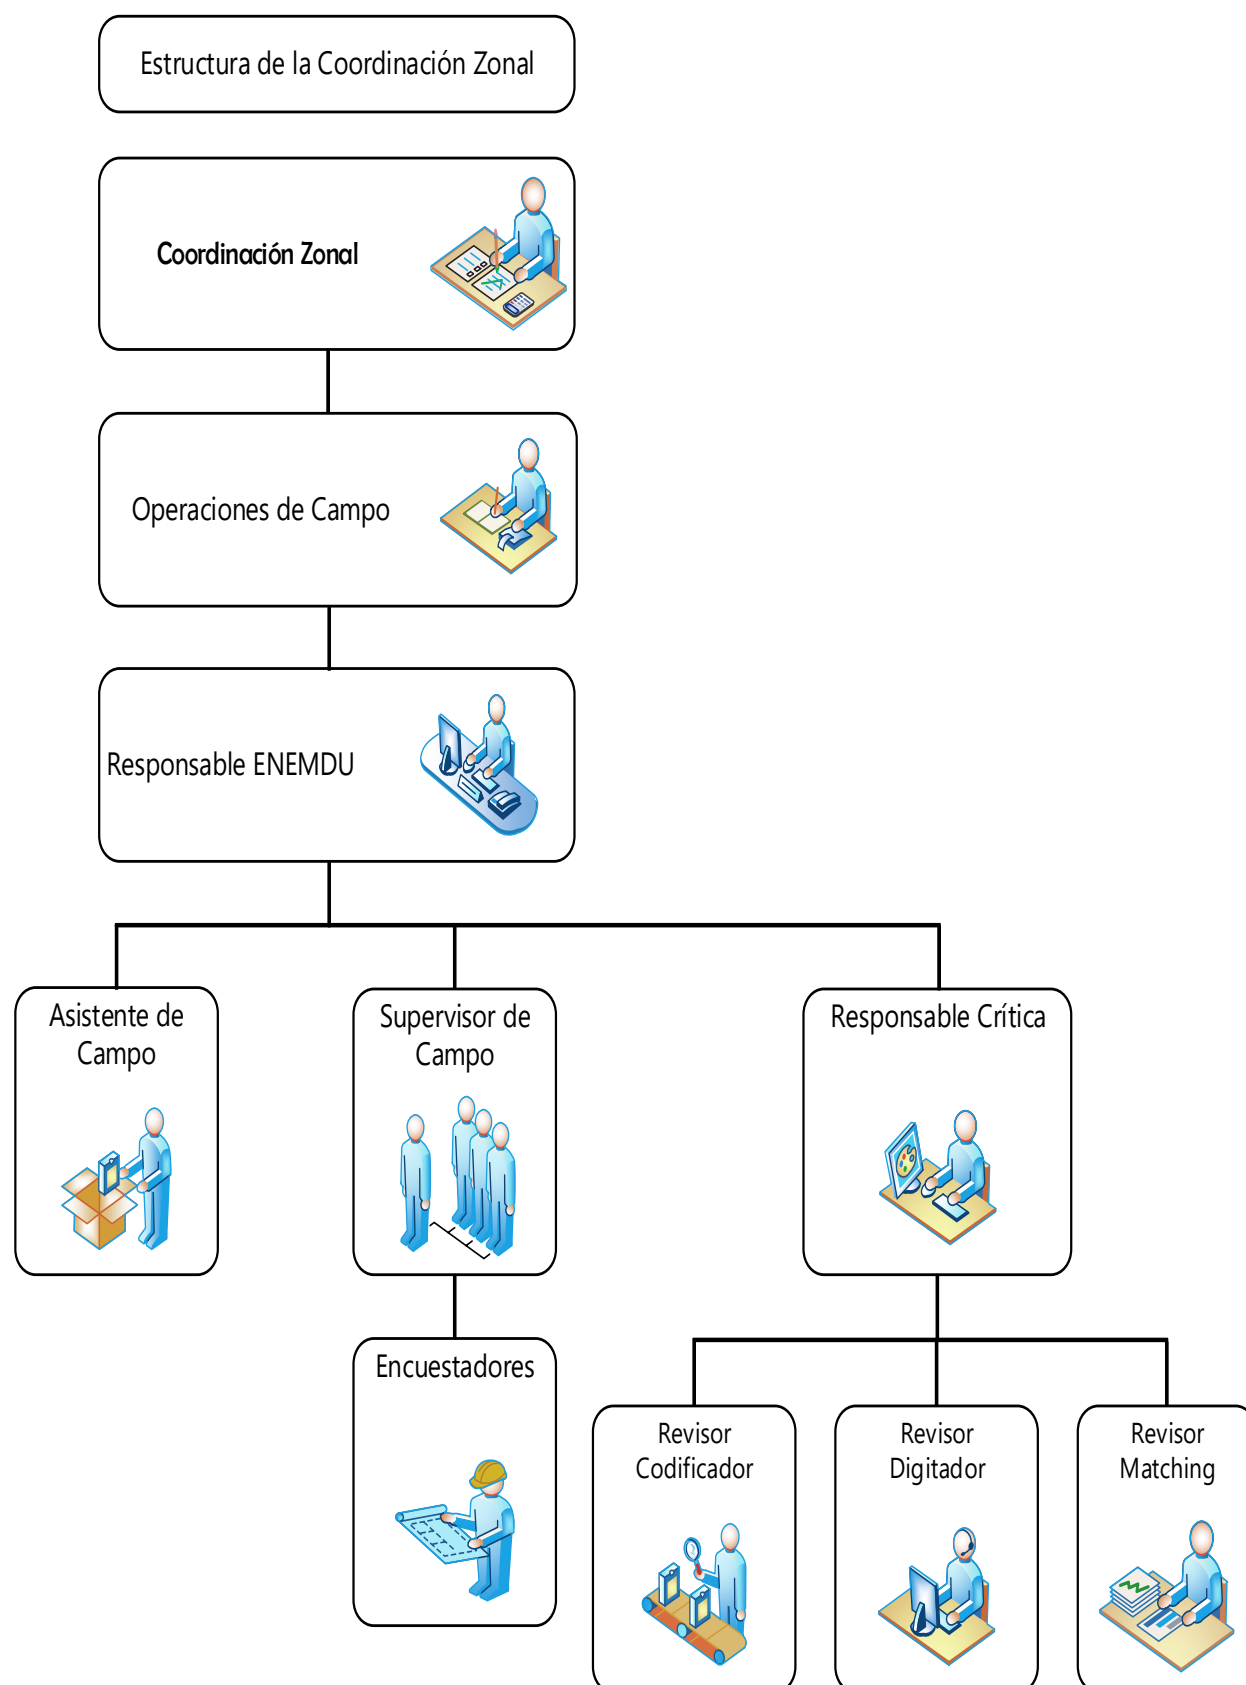 Estructura de la Coordinación Zonal
Coordinación Zonal
Operaciones de Campo
Responsable ENEMDU
Asistente de
Campo
Supervisor de
Campo
Responsable Crítica
Encuestadores
Revisor
Codificador
Revisor
Digitador
Revisor
Matching